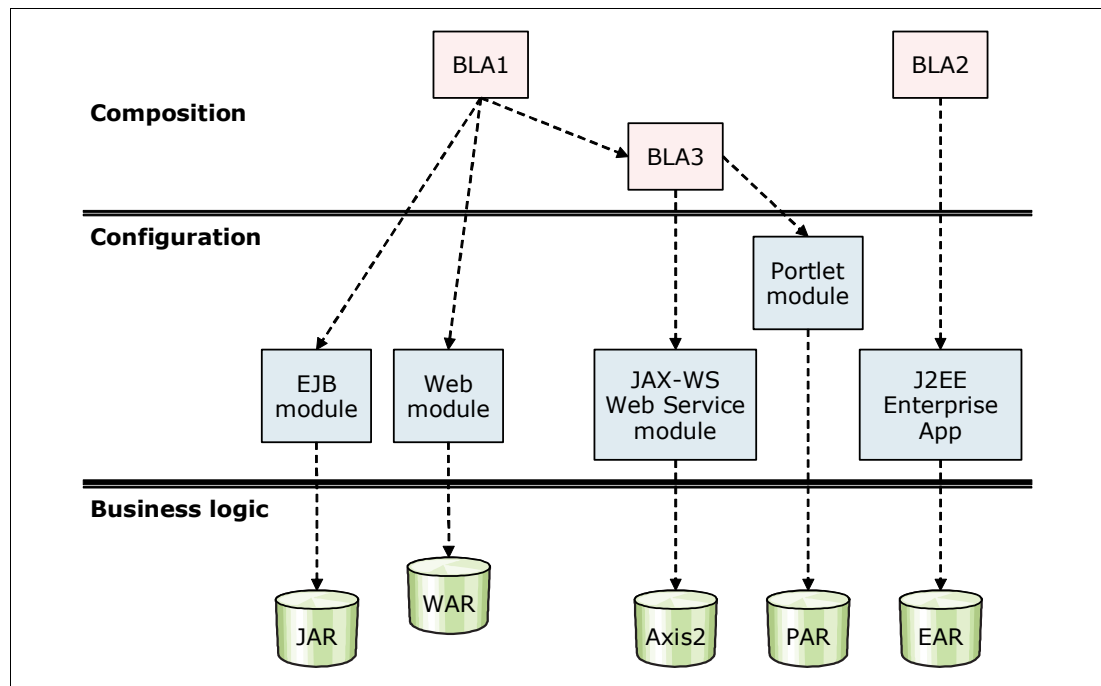 BLA1
BLA2
Composition
BLA3
Configuration
Portlet
module
EJB
module
Web
module
JAX-WS
Web Service
module
J2EE
Enterprise
App
Business logic
WAR
JAR
Axis2
PAR
EAR